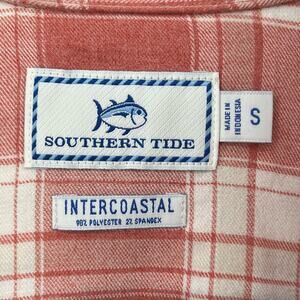 SOUTHERN TIDE
MADE IN
INDONESIA
S
INTERCOASTAL
98% POLYESTER 2% SPANDEX